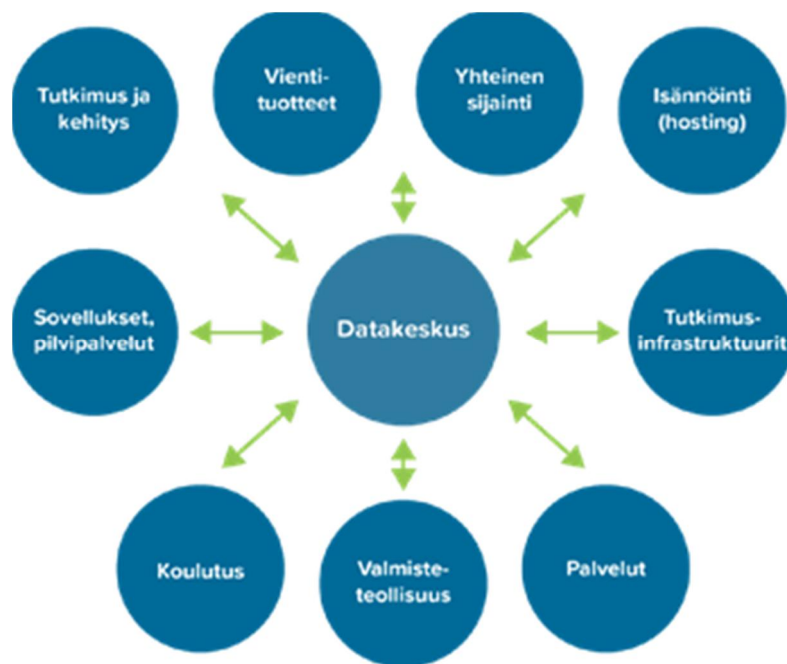 Tutkimus ja
kehitys
Vienti-
tuotteet
Yhteinen
sijainti
Isännöinti
(hosting)
Sovellukset,
pilvipalvelut
Datakeskus
Tutkimus-
infrastruktuurit
Koulutus
Valmiste-
teollisuus
Palvelut